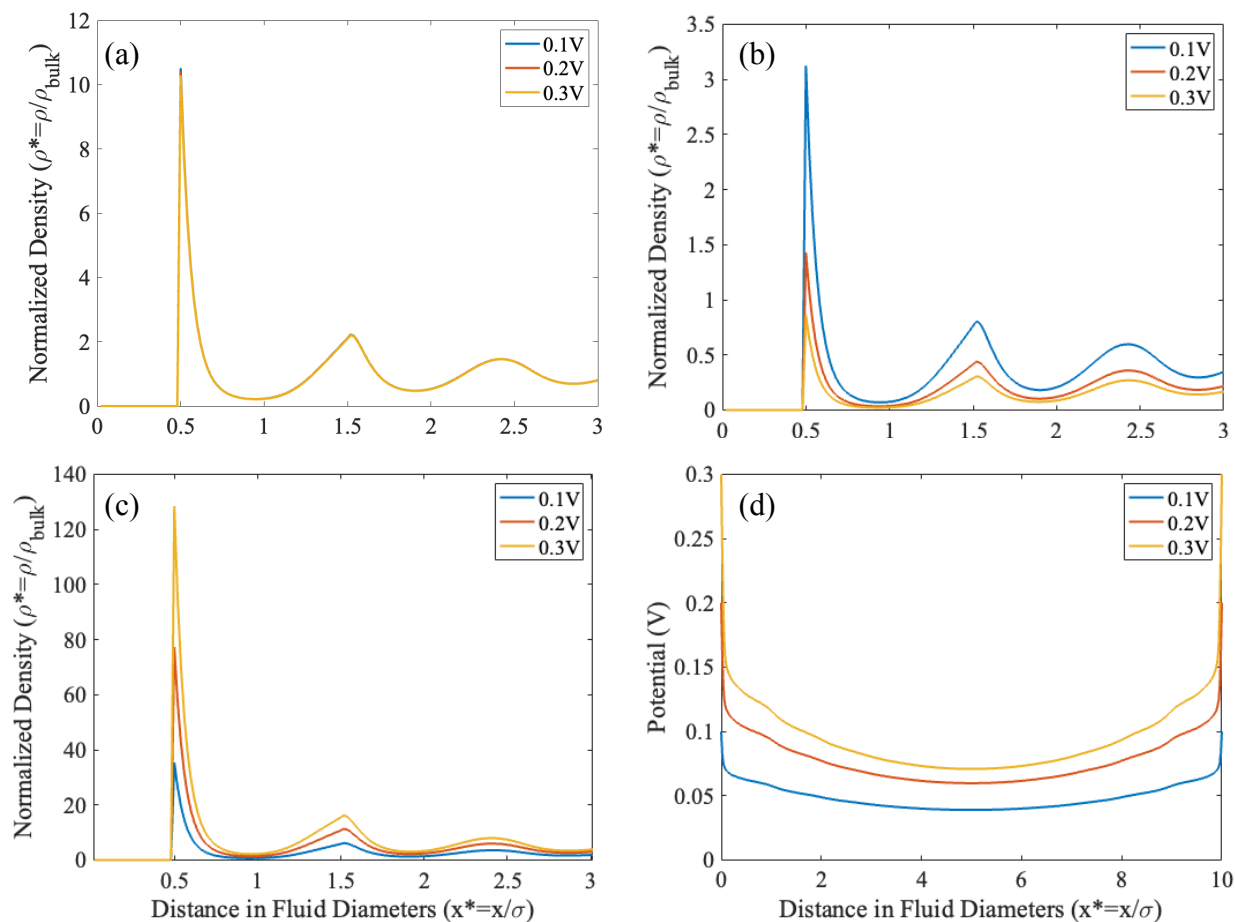 (a)
0.1V
0.2V
0.3V
Normalized Density (ρ*=ρ/ρbulk)
12
10
8
6
4
2
0
0 0.5 1 1.5 2 2.5 3
(b)
0.1V
0.2V
0.3V
Normalized Density (ρ*=ρ/ρbulk)
3.5
3
2.5
2
1.5
1
0.5
0
0 0.5 1 1.5 2 2.5 3
(c)
0.1V
0.2V
0.3V
Normalized Density (ρ*=ρ/ρbulk)
140
120
100
80
60
40
20
0
0.5 1 1.5 2 2.5 3
Distance in Fluid Diameters (x*=x/σ)
(d)
0.1V
0.2V
0.3V
Potential (V)
0.3
0.25
0.2
0.15
0.1
0.05
0
0 2 4 6 8 10
Distance in Fluid Diameters (x*=x/σ)